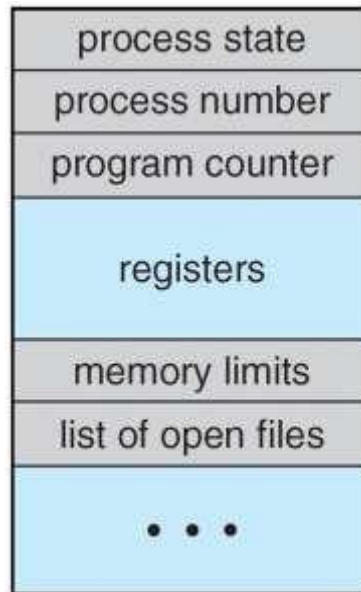 process state
process number
program counter
registers
memory limits
list of open files
• • •